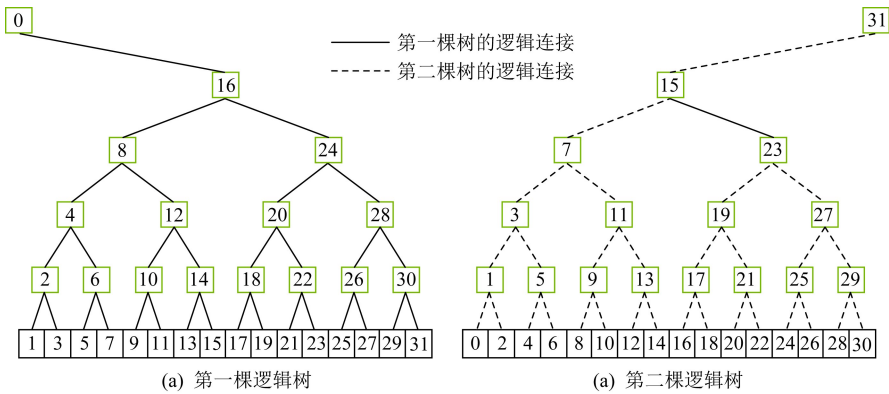 0 31
第一棵树的逻辑连接
第二棵树的逻辑连接
16 15
8 24 7 23
4 12 20 28 3 11 19 27
2 6 10 14 18 22 26 30 1 5 9 13 17 21 25 29
1 3 5 7 9 11 13 15 17 19 21 23 25 27 29 31 0 2 4 6 8 10 12 14 16 18 20 22 24 26 28 30
(a) 第一棵逻辑树 (a) 第二棵逻辑树